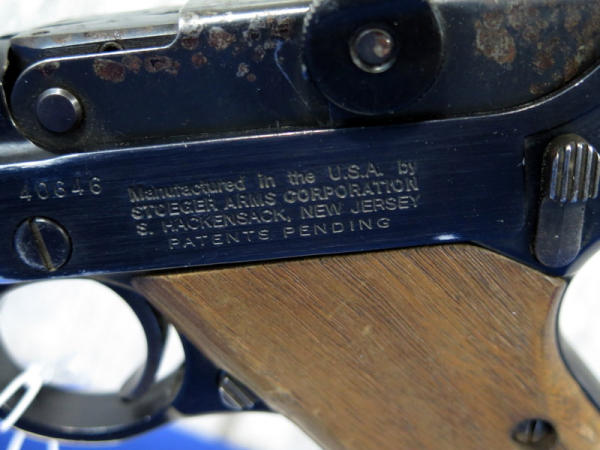 40646
Manufactured in the U.S.A. by
STOEGER ARMS CORPORATION
S. HACKENSACK, NEW JERSEY
PATENTS PENDING